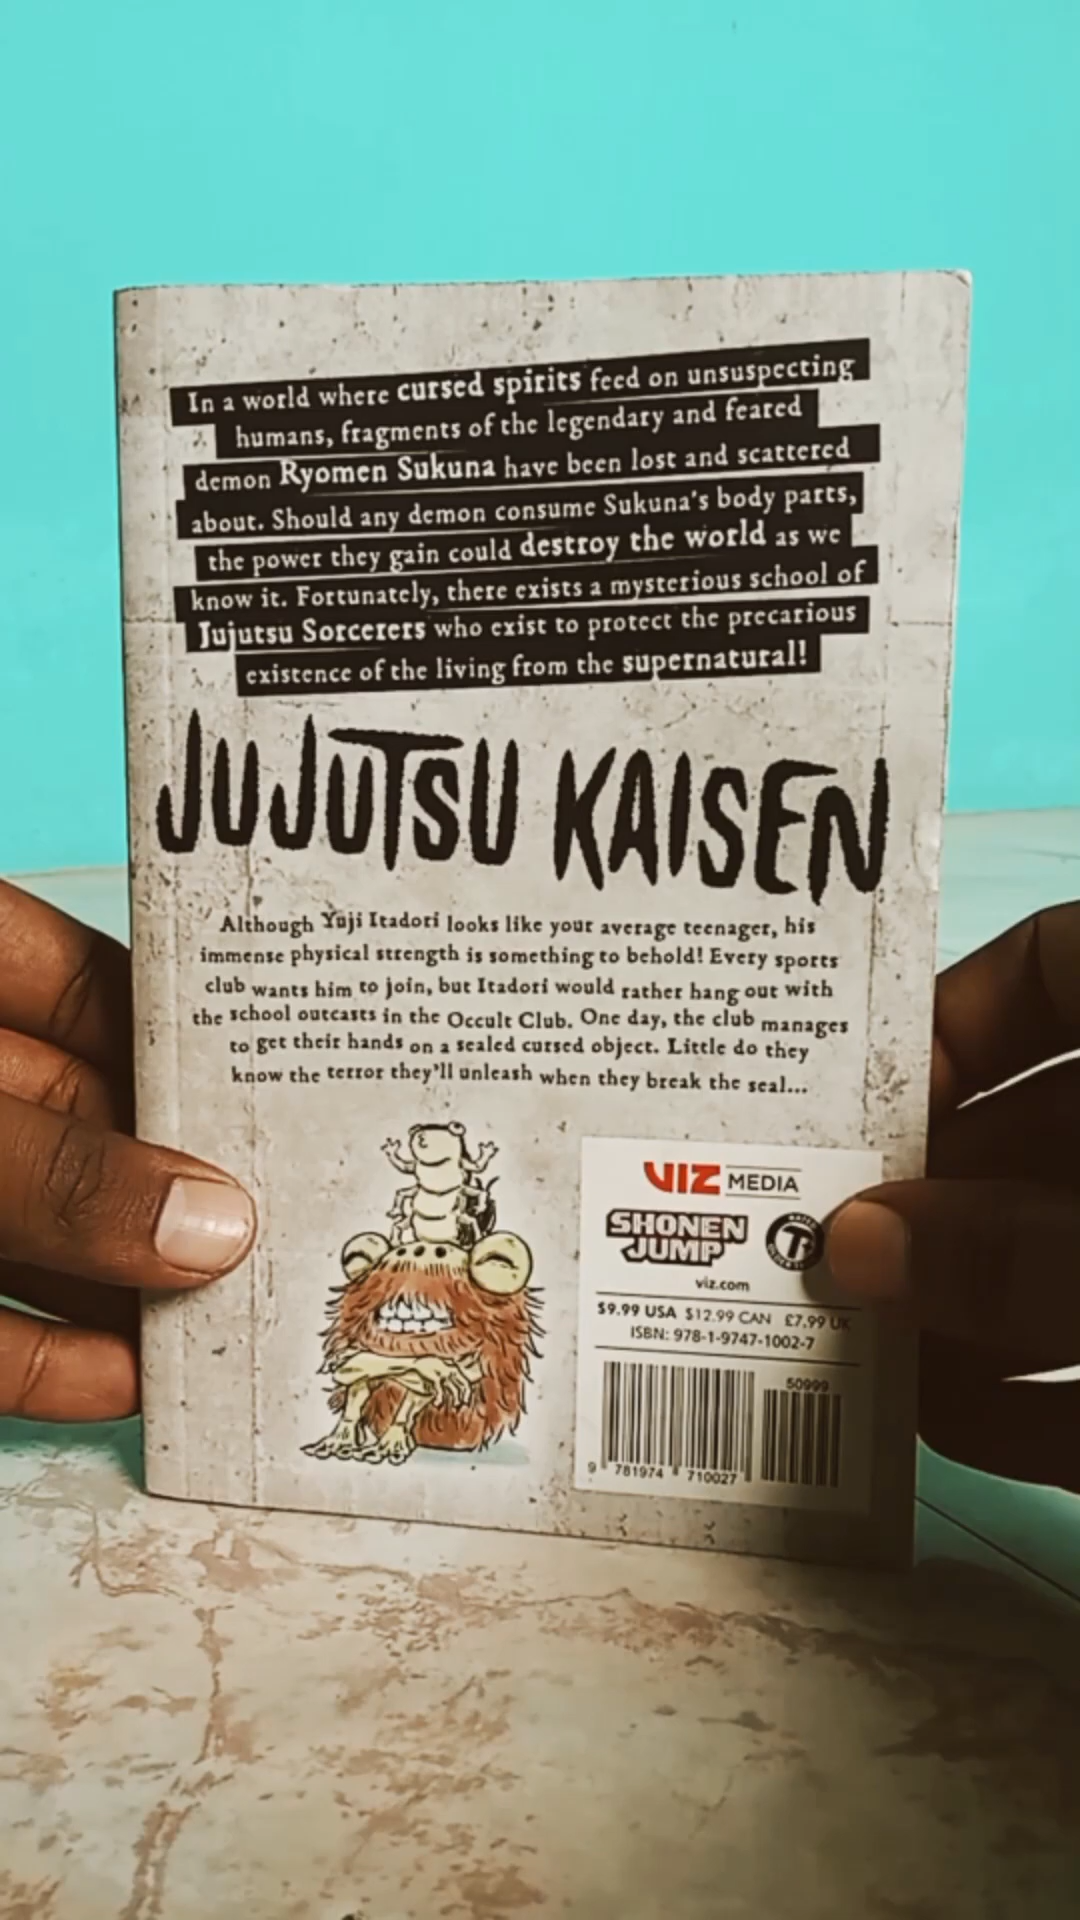 In a world where cursed spirits feed on unsuspecting
humans, fragments of the legendary and feared
demon Ryomen Sukuna have been lost and scattered
about. Should any demon consume Sukuna's body parts,
the power they gain could destroy the world as we
know it. Fortunately, there exists a mysterious school of
Jujutsu Sorcerers who exist to protect the precarious
existence of the living from the supernatural!
JUJUTSU KAISEN
Although Yuji Itadori looks like your average teenager, his
immense physical strength is something to behold! Every sports
club wants him to join, but Itadori would rather hang out with
the school outcasts in the Occult Club. One day, the club manages
to get their hands on a sealed cursed object. Little do they
know the terror they'll unleash when they break the seal...
VIZ MEDIA
SHONEN
JUMP
T
viz.com
$9.99 USA $12.99 CAN £7.99 UK
ISBN: 978-1-9747-1002-7
50999
9 781974 710027